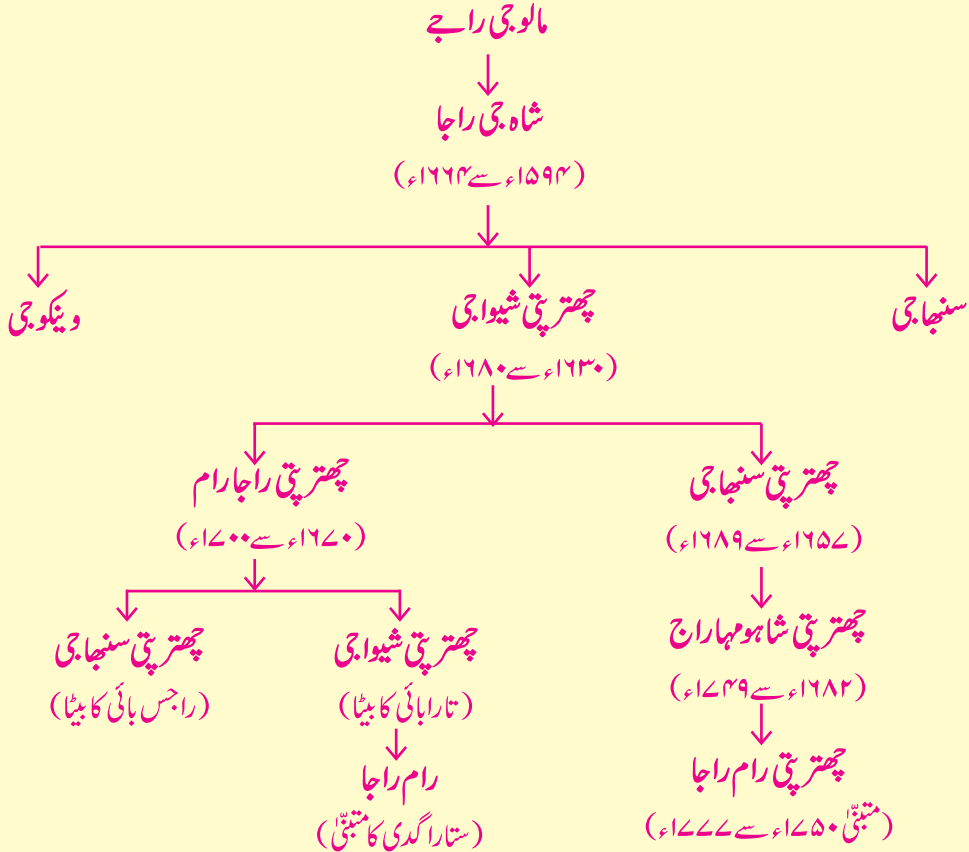 مالوجی راجے
شاہ جی راجا
(۱۵۹۴ء سے ۱۶۶۴ء)
سنبھاجی
چھترپتی شیواجی
وینکوجی
(۱۶۳۰ء سے ۱۶۸۰ء)
چھترپتی سنبھاجی
چھترپتی راجارام
(۱۶۵۷ء سے ۱۶۸۹ء)
(۱۶۷۰ء سے ۱۷۰۰ء)
چھترپتی شاہو مہاراج
چھترپتی شیواجی
چھترپتی سنبھاجی
(۱۶۸۲ء سے ۱۷۴۹ء)
(تارابائی کا بیٹا)
(راجس بائی کا بیٹا)
چھترپتی رام راجا
رام راجا
(متبنّیٰ ۱۷۵۰ء سے ۱۷۷۷ء)
(ستارا گدی کا متبنّیٰ)